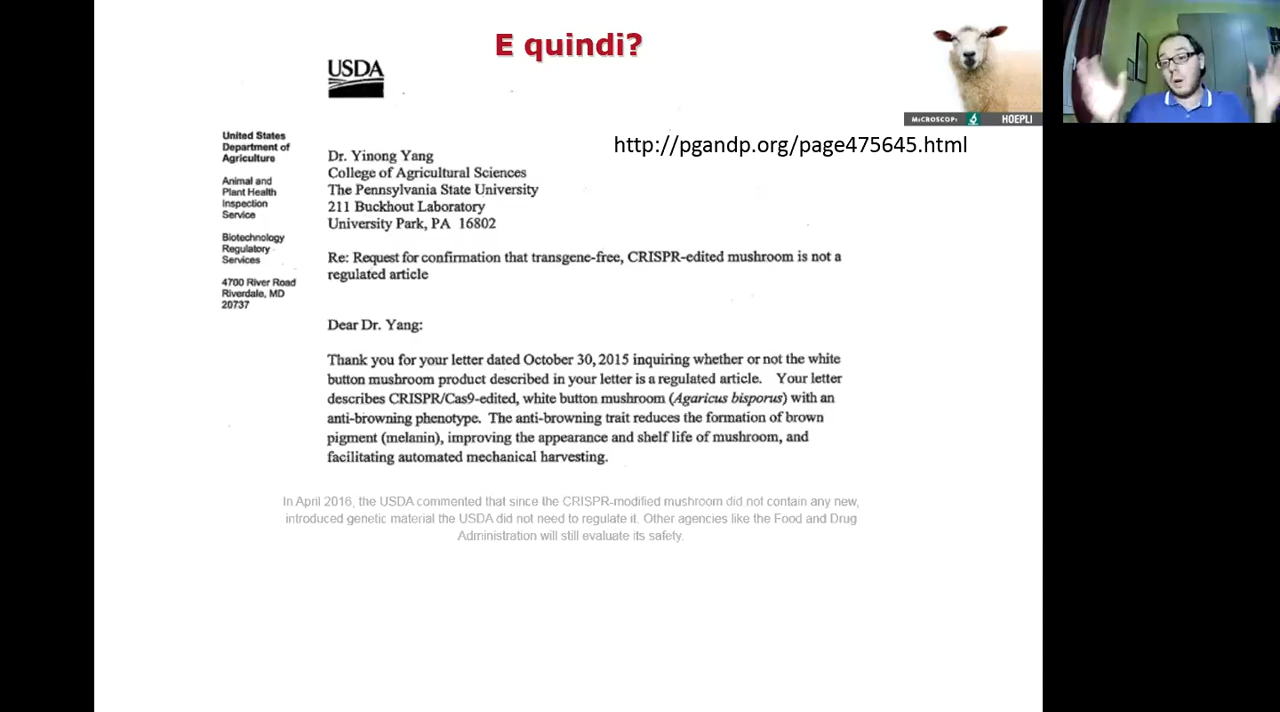 E quindi?
USDA
MICROSCOPI
HOEPLI
http://pgandp.org/page475645.html
United States
Department of
Agriculture
Animal and
Plant Health
Inspection
Service
Biotechnology
Regulatory
Services
4700 River Road
Riverdale, MD
20737
Dr. Yinong Yang
College of Agricultural Sciences
The Pennsylvania State University
211 Buckhout Laboratory
University Park, PA 16802
Re: Request for confirmation that transgene-free, CRISPR-edited mushroom is not a
regulated article
Dear Dr. Yang:
Thank you for your letter dated October 30, 2015 inquiring whether or not the white
button mushroom product described in your letter is a regulated article. Your letter
describes CRISPR/Cas9-edited, white button mushroom (Agaricus bisporus) with an
anti-browning phenotype. The anti-browning trait reduces the formation of brown
pigment (melanin), improving the appearance and shelf life of mushroom, and
facilitating automated mechanical harvesting.
In April 2016, the USDA commented that since the CRISPR-modified mushroom did not contain any new,
introduced genetic material the USDA did not need to regulate it. Other agencies like the Food and Drug
Administration will still evaluate its safety.